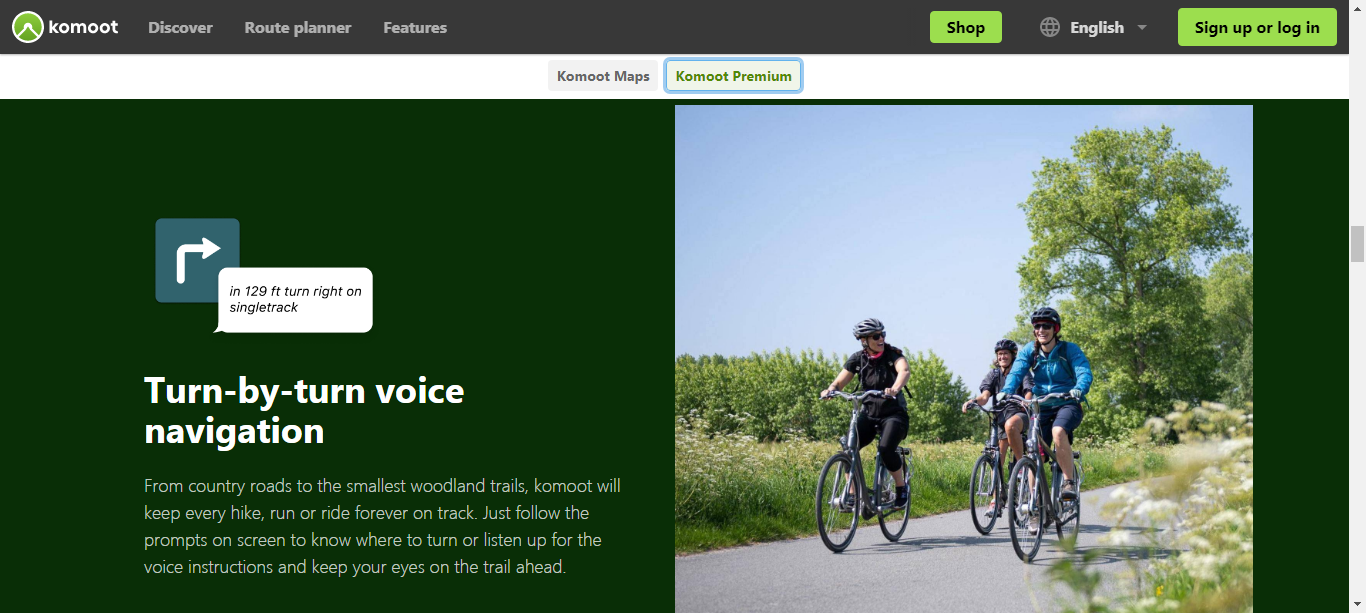 komoot
Discover
Route planner
Features
Shop
English
Sign up or log in
Komoot Maps
Komoot Premium
in 129 ft turn right on
singletrack
Turn-by-turn voice
navigation
From country roads to the smallest woodland trails, komoot will
keep every hike, run or ride forever on track. Just follow the
prompts on screen to know where to turn or listen up for the
voice instructions and keep your eyes on the trail ahead.